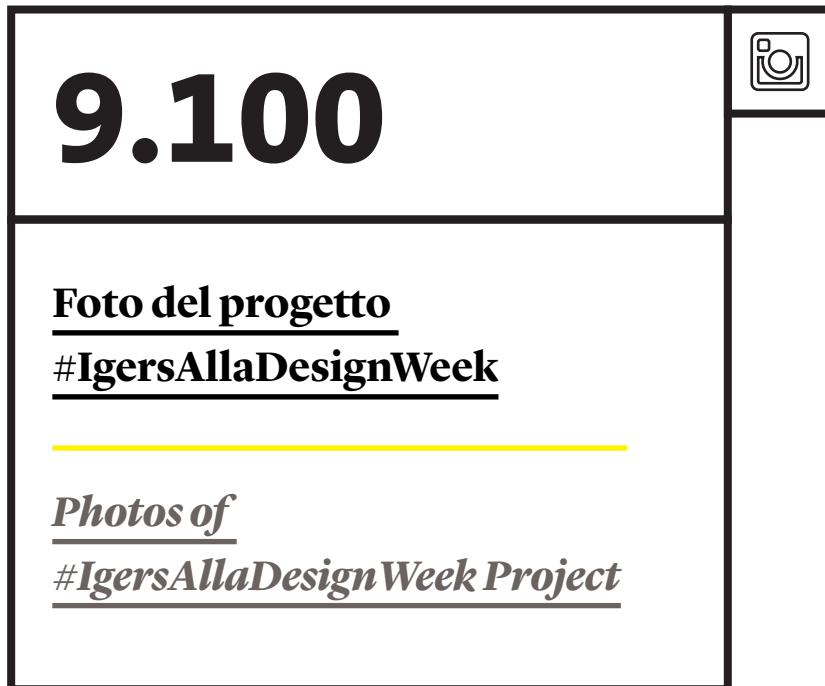 9.100
Foto del progetto
#IgersAllaDesignWeek
Photos of
#IgersAllaDesignWeek Project